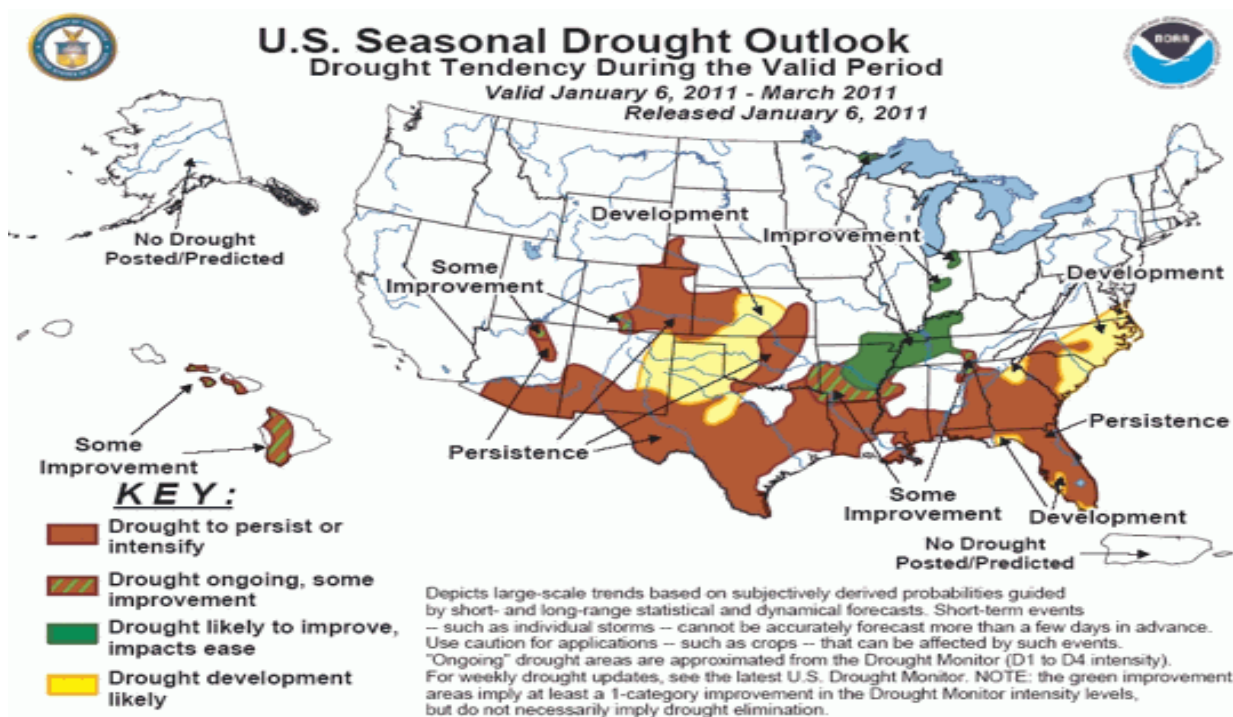 U.S. Seasonal Drought Outlook
Drought Tendency During the Valid Period
Valid January 6, 2011 - March 2011
Released January 6, 2011
NOAA
No Drought
Posted/Predicted
Development
Improvement
Some
Improvement
Development
Persistence
Persistence
Some
Improvement
Some
Improvement
Development
No Drought
Posted/Predicted
KEY:
Drought to persist or
intensify
Drought ongoing, some
improvement
Drought likely to improve,
impacts ease
Drought development
likely
Depicts large-scale trends based on subjectively derived probabilities guided
by short- and long-range statistical and dynamical forecasts. Short-term events
-- such as individual storms -- cannot be accurately forecast more than a few days in advance.
Use caution for applications -- such as crops -- that can be affected by such events.
"Ongoing" drought areas are approximated from the Drought Monitor (D1 to D4 intensity).
For weekly drought updates, see the latest U.S. Drought Monitor. NOTE: the green improvement
areas imply at least a 1-category improvement in the Drought Monitor intensity levels,
but do not necessarily imply drought elimination.